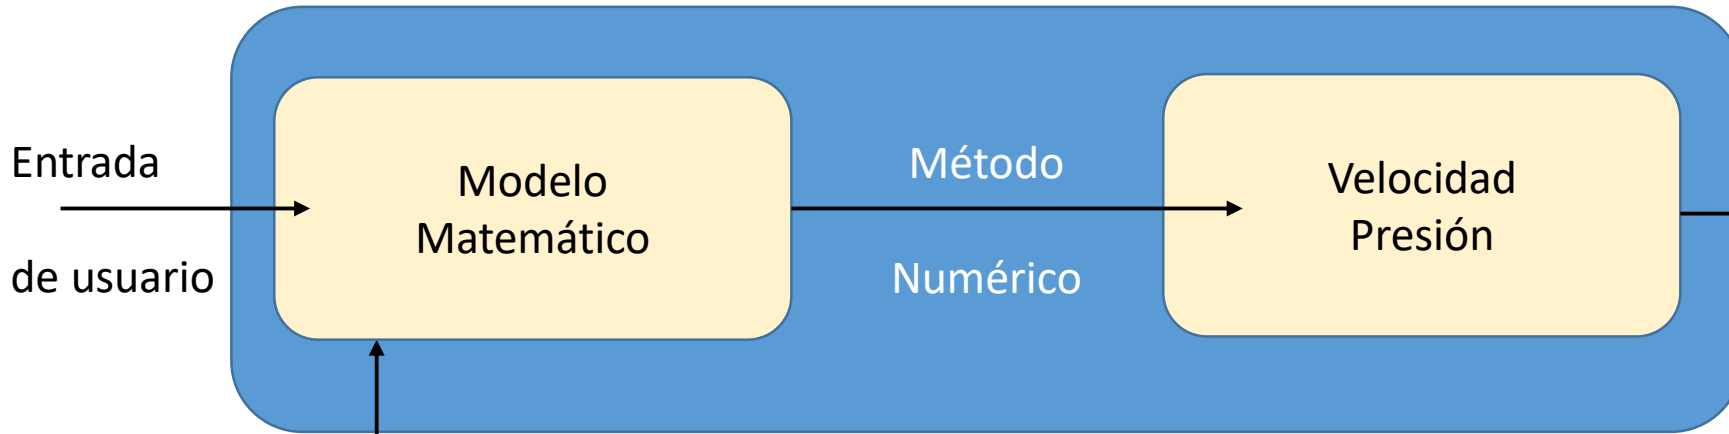 Entrada
de usuario
Modelo
Matemático
Método
Numérico
Velocidad
Presión